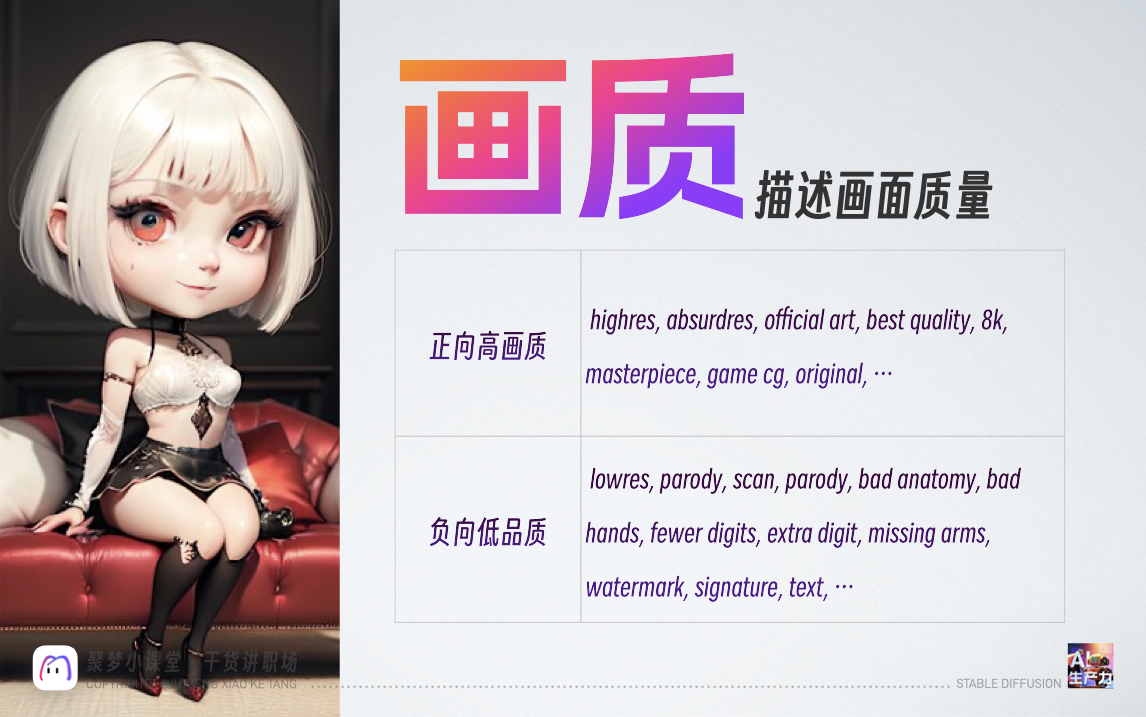 画质 描述画面质量
正向高画质
highres, absurdres, official art, best quality, 8k,
masterpiece, game cg, original, ···
负向低品质
lowres, parody, scan, parody, bad anatomy, bad
hands, fewer digits, extra digit, missing arms,
watermark, signature, text, ···
聚梦小课堂 干货讲职场
XIAO KE TANG
STABLE DIFFUSION
AI
生产力